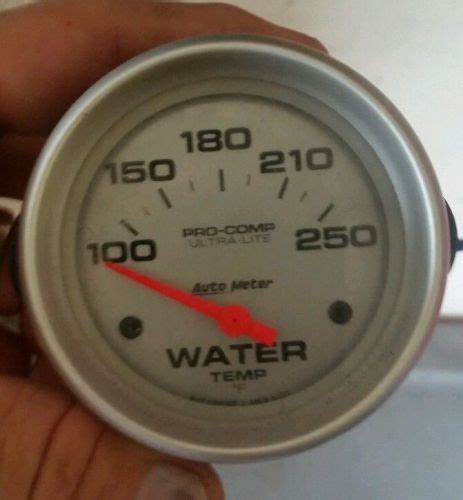 180
150 210
100 250
PRO-COMP
ULTRA-LITE
Auto Meter
WATER
TEMP
°F